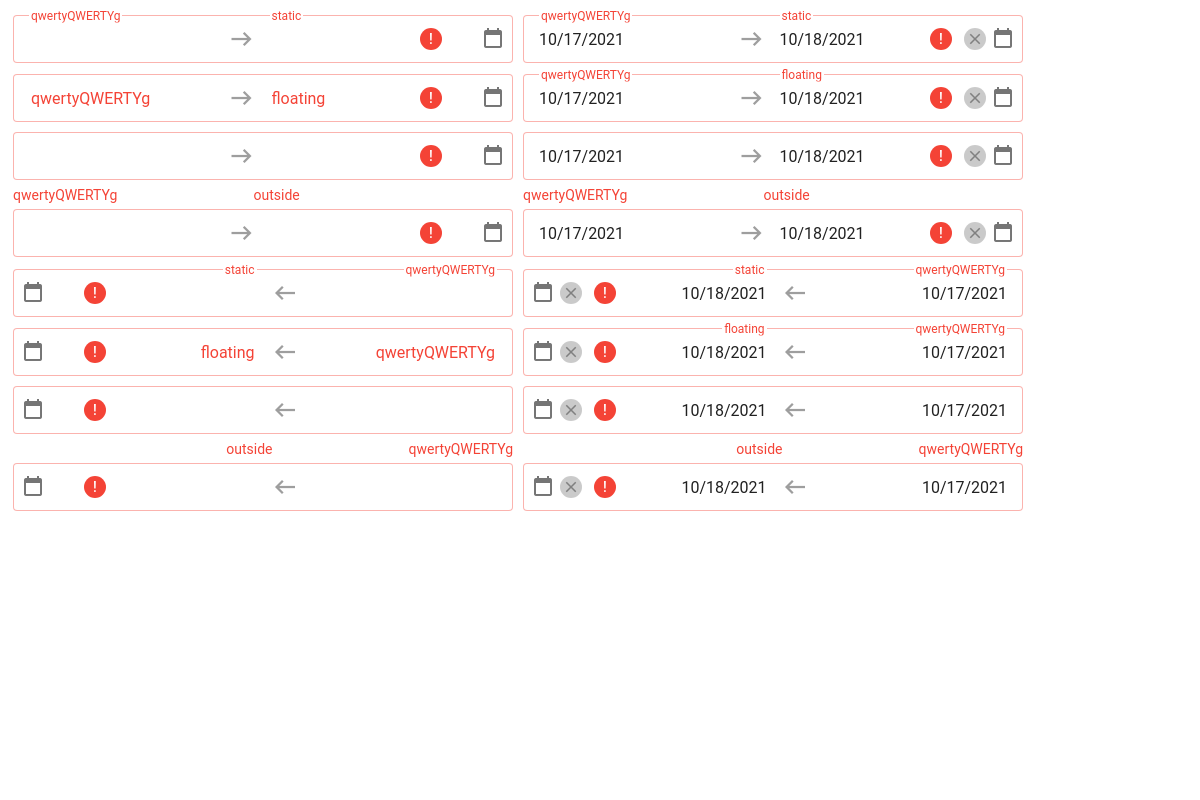 qwertyQWERTYg static qwertyQWERTYg static
10/17/2021 10/18/2021
qwertyQWERTYg floating
qwertyQWERTYg floating 10/17/2021 10/18/2021
10/17/2021 10/18/2021
qwertyQWERTYg outside qwertyQWERTYg outside
10/17/2021 10/18/2021
static qwertyQWERTYg static qwertyQWERTYg
10/18/2021 10/17/2021
floating qwertyQWERTYg
floating qwertyQWERTYg 10/18/2021 10/17/2021
10/18/2021 10/17/2021
outside qwertyQWERTYg outside qwertyQWERTYg
10/18/2021 10/17/2021